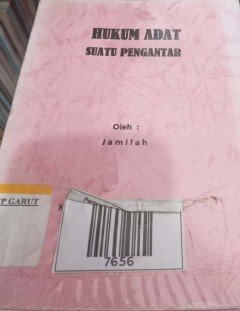 HUKUM ADAT
SUATU PENGANTAR
Oleh :
Jamilah
P GARUT
7656